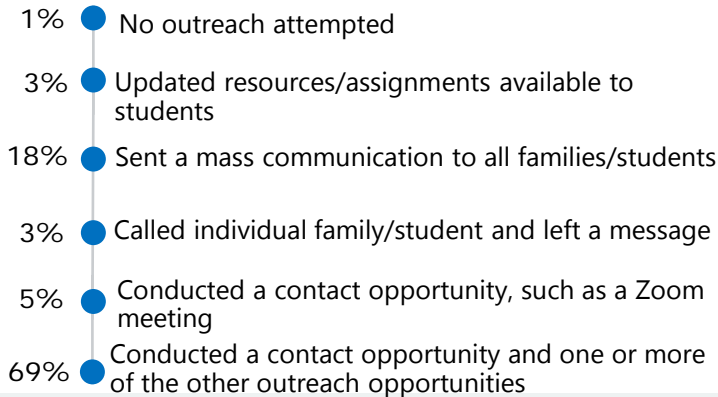 1% No outreach attempted
3% Updated resources/assignments available to
students
18% Sent a mass communication to all families/students
3% Called individual family/student and left a message
5% Conducted a contact opportunity, such as a Zoom
meeting
69% Conducted a contact opportunity and one or more
of the other outreach opportunities